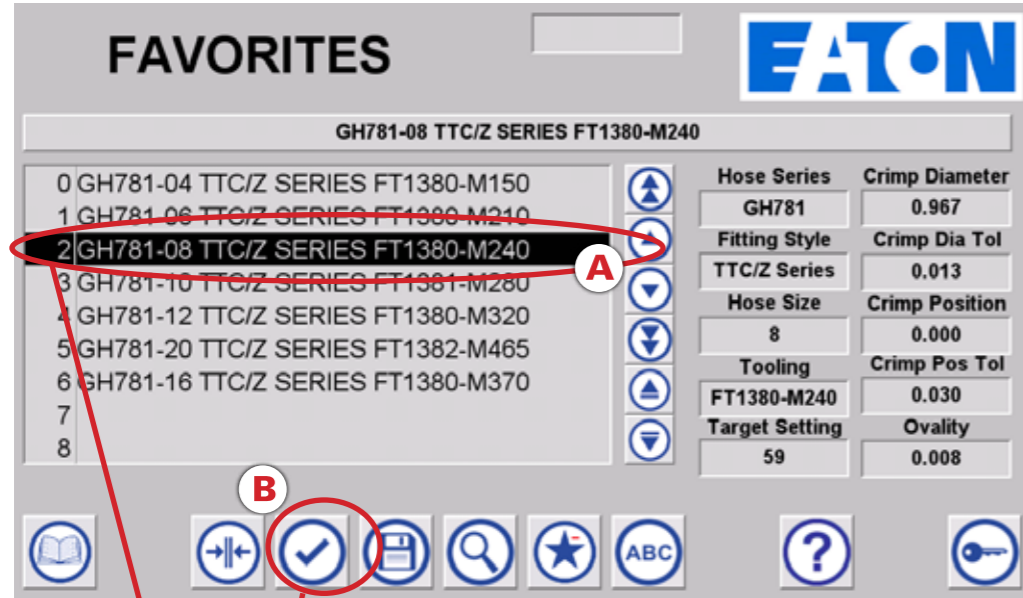 FAVORITES
EATON
GH781-08 TTC/Z SERIES FT1380-M240
0 GH781-04 TTC/Z SERIES FT1380-M150
1 GH781-06 TTC/Z SERIES FT1380-M210
2 GH781-08 TTC/Z SERIES FT1380-M240
3 GH781-10 TTC/Z SERIES FT1381-M280
4 GH781-12 TTC/Z SERIES FT1380-M320
5 GH781-20 TTC/Z SERIES FT1382-M465
6 GH781-16 TTC/Z SERIES FT1380-M370
7
8
A
Hose Series
GH781
Fitting Style
TTC/Z Series
Hose Size
8
Tooling
FT1380-M240
Target Setting
59
Crimp Diameter
0.967
Crimp Dia Tol
0.013
Crimp Position
0.000
Crimp Pos Tol
0.030
Ovality
0.008
B
ABC
?